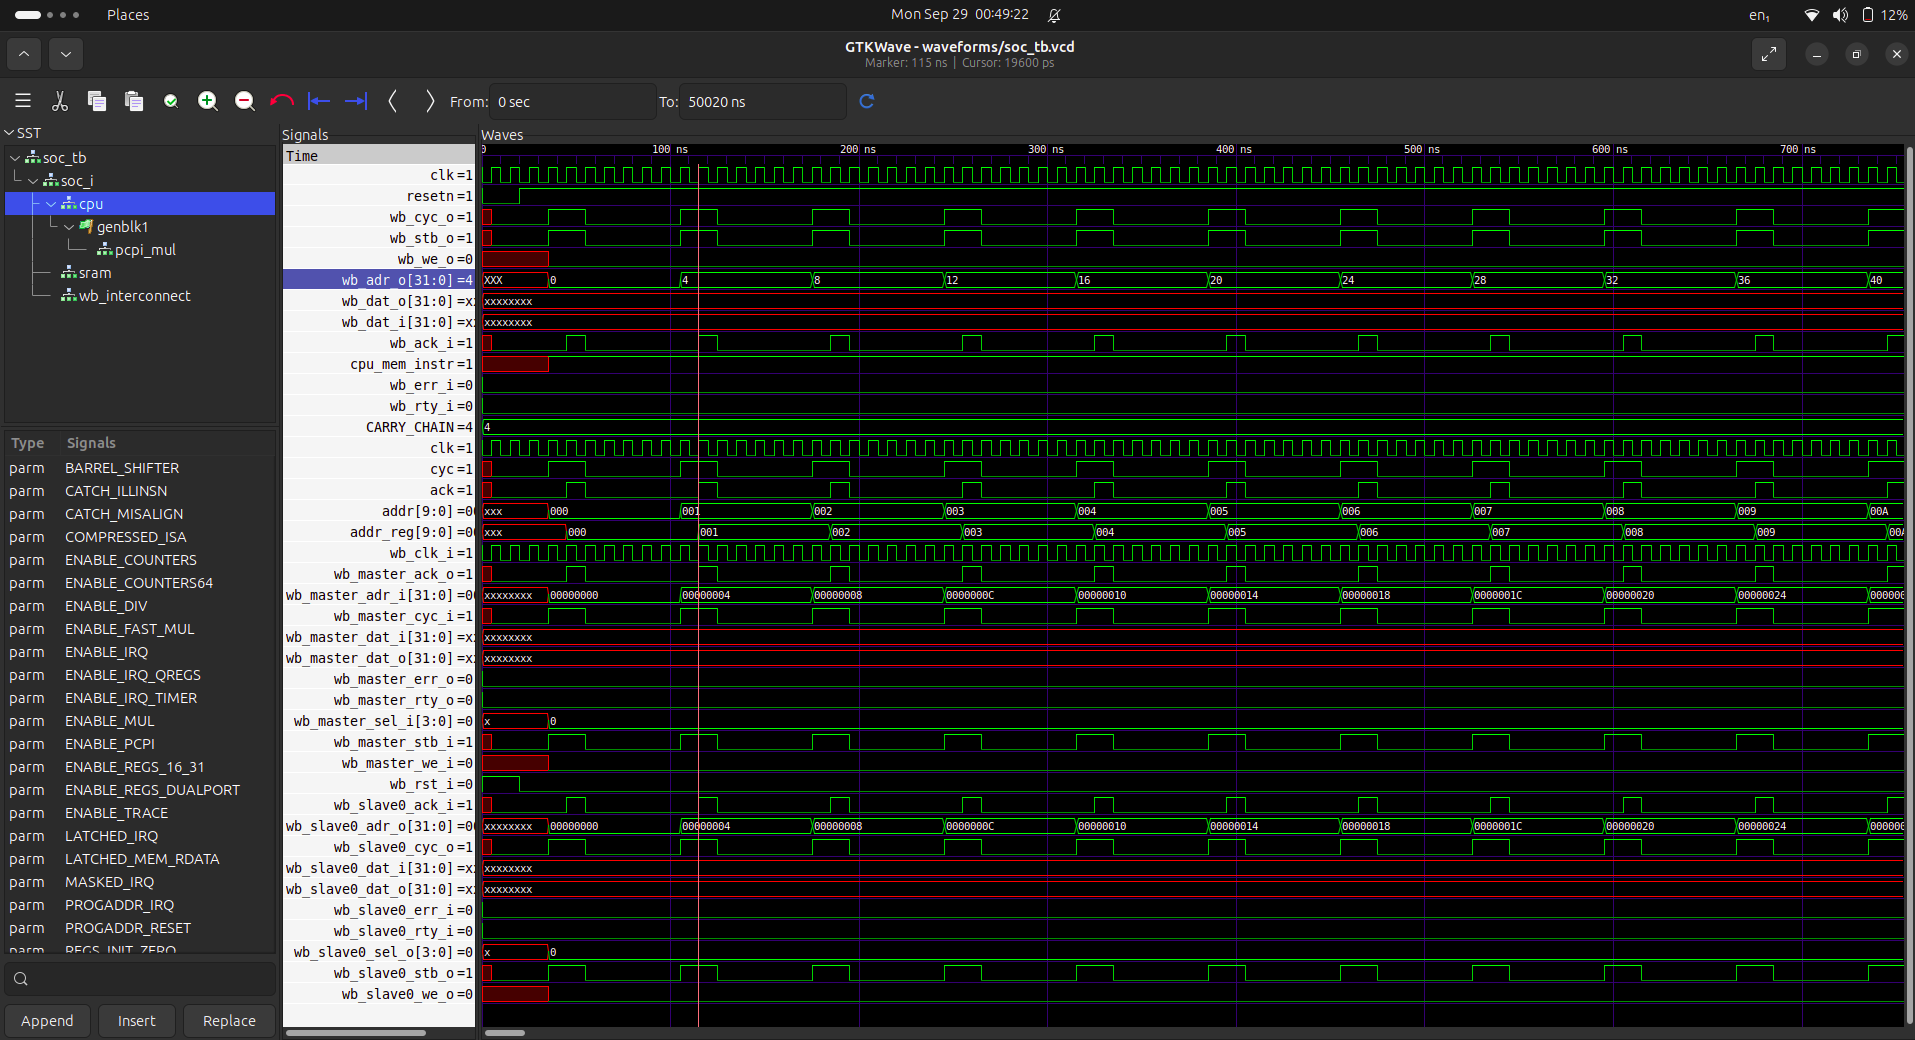 Places
Mon Sep 29 00:49:22
en₁
12%
GTKWave - waveforms/soc_tb.vcd
Marker: 115 ns | Cursor: 19600 ps
From: 0 sec
To: 50020 ns
SST
soc_tb
soc_i
cpu
genblk1
pcpi_mul
sram
wb_interconnect
Type Signals
parm BARREL_SHIFTER
parm CATCH_ILLINSN
parm CATCH_MISALIGN
parm COMPRESSED_ISA
parm ENABLE_COUNTERS
parm ENABLE_COUNTERS64
parm ENABLE_DIV
parm ENABLE_FAST_MUL
parm ENABLE_IRQ
parm ENABLE_IRQ_QREGS
parm ENABLE_IRQ_TIMER
parm ENABLE_MUL
parm ENABLE_PCPI
parm ENABLE_REGS_16_31
parm ENABLE_REGS_DUALPORT
parm ENABLE_TRACE
parm LATCHED_IRQ
parm LATCHED_MEM_RDATA
parm MASKED_IRQ
parm PROGADDR_IRQ
parm PROGADDR_RESET
parm REGS_INIT_ZERO
Append Insert Replace
Signals
Waves
Time
0 100 ns 200 ns 300 ns 400 ns 500 ns 600 ns 700 ns
clk=1
resetn=1
wb_cyc_o=1
wb_stb_o=1
wb_we_o=0
wb_adr_o[31:0]=4 XXX 0 4 8 12 16 20 24 28 32 36 40
wb_dat_o[31:0]=xx xxxxxxxx
wb_dat_i[31:0]=xx xxxxxxxx
wb_ack_i=1
cpu_mem_instr=1
wb_err_i=0
wb_rty_i=0
CARRY_CHAIN=4 4
clk=1
cyc=1
ack=1
addr[9:0]=00 xxx 000 001 002 003 004 005 006 007 008 009 00A
addr_reg[9:0]=00 xxx 000 001 002 003 004 005 006 007 008 009 00A
wb_clk_i=1
wb_master_ack_o=1
wb_master_adr_i[31:0]=00 xxxxxxxx 00000000 00000004 00000008 0000000C 00000010 00000014 00000018 0000001C 00000020 00000024 000000
wb_master_cyc_i=1
wb_master_dat_i[31:0]=xx xxxxxxxx
wb_master_dat_o[31:0]=xx xxxxxxxx
wb_master_err_o=0
wb_master_rty_o=0
wb_master_sel_i[3:0]=0 x 0
wb_master_stb_i=1
wb_master_we_i=0
wb_rst_i=0
wb_slave0_ack_i=1
wb_slave0_adr_o[31:0]=00 xxxxxxxx 00000000 00000004 00000008 0000000C 00000010 00000014 00000018 0000001C 00000020 00000024 000000
wb_slave0_cyc_o=1
wb_slave0_dat_i[31:0]=xx xxxxxxxx
wb_slave0_dat_o[31:0]=xx xxxxxxxx
wb_slave0_err_i=0
wb_slave0_rty_i=0
wb_slave0_sel_o[3:0]=0 x 0
wb_slave0_stb_o=1
wb_slave0_we_o=0